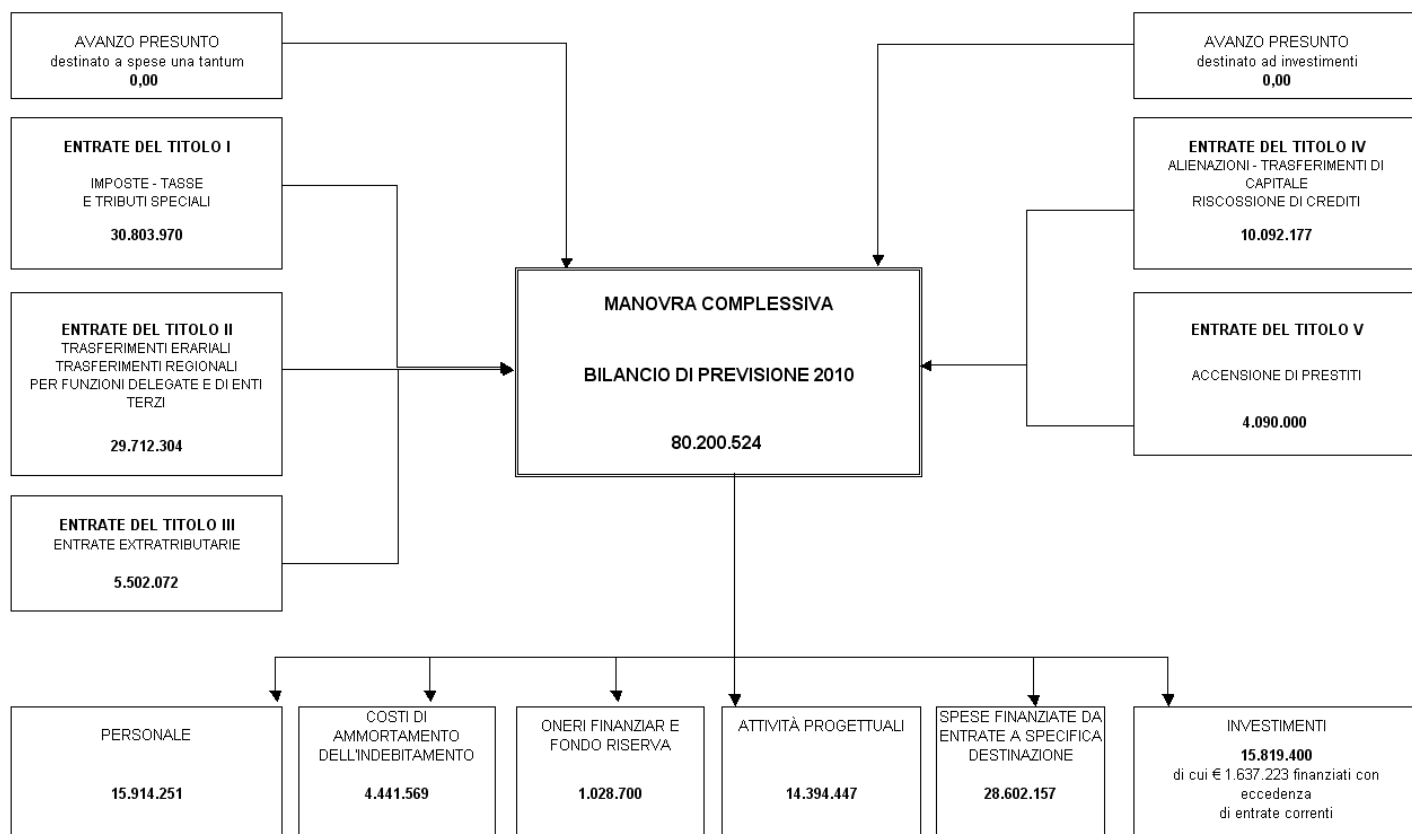 AVANZO PRESUNTO
destinato a spese una tantum
0,00
AVANZO PRESUNTO
destinato ad investimenti
0,00
ENTRATE DEL TITOLO I
IMPOSTE - TASSE
E TRIBUTI SPECIALI
30.803.970
ENTRATE DEL TITOLO IV
ALIENAZIONI - TRASFERIMENTI DI
CAPITALE
RISCOSSIONE DI CREDITI
10.092.177
ENTRATE DEL TITOLO II
TRASFERIMENTI ERARIALI
TRASFERIMENTI REGIONALI
PER FUNZIONI DELEGATE E DI ENTI
TERZI
29.712.304
MANOVRA COMPLESSIVA
BILANCIO DI PREVISIONE 2010
80.200.524
ENTRATE DEL TITOLO V
ACCENSIONE DI PRESTITI
4.090.000
ENTRATE DEL TITOLO III
ENTRATE EXTRATRIBUTARIE
5.502.072
PERSONALE
15.914.251
COSTI DI
AMMORTAMENTO
DELL'INDEBITAMENTO
4.441.569
ONERI FINANZIAR E
FONDO RISERVA
1.028.700
ATTIVITÀ PROGETTUALI
14.394.447
SPESE FINANZIATE DA
ENTRATE A SPECIFICA
DESTINAZIONE
28.602.157
INVESTIMENTI
15.819.400
di cui € 1.637.223 finanziati con
eccedenza
di entrate correnti